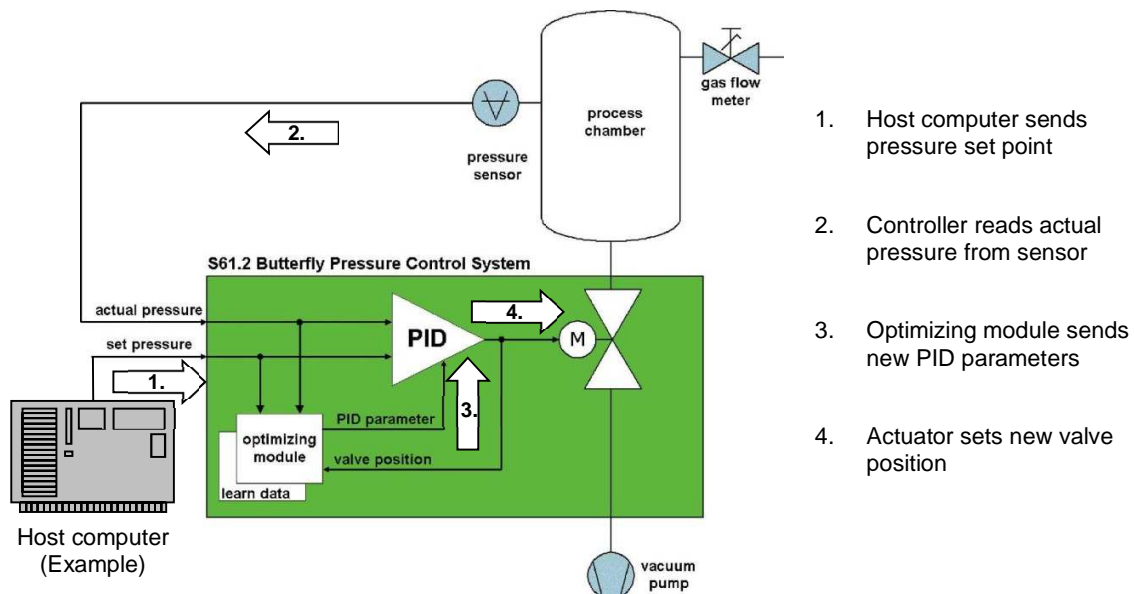 gas flow
meter
process
chamber
2.
pressure
sensor
S61.2 Butterfly Pressure Control System
actual pressure
set pressure
1.
PID
4.
M
3.
PID parameter
optimizing
module
valve position
learn data
Host computer
(Example)
vacuum
pump
1. Host computer sends
pressure set point
2. Controller reads actual
pressure from sensor
3. Optimizing module sends
new PID parameters
4. Actuator sets new valve
position